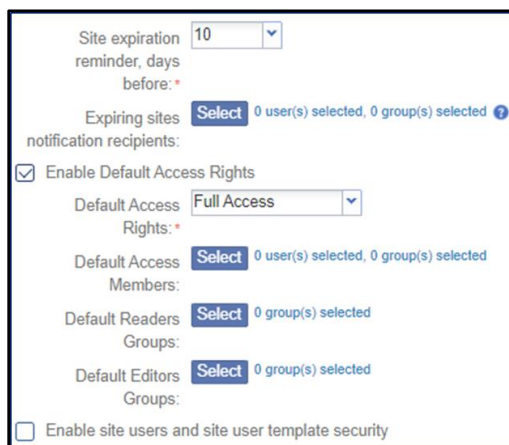 Site expiration 10
reminder, days
before:*
Expiring sites Select 0 user(s) selected, 0 group(s) selected ?
notification recipients:
Enable Default Access Rights
Default Access Full Access
Rights:*
Default Access Select 0 user(s) selected, 0 group(s) selected
Members:
Default Readers Select 0 group(s) selected
Groups:
Default Editors Select 0 group(s) selected
Groups:
Enable site users and site user template security